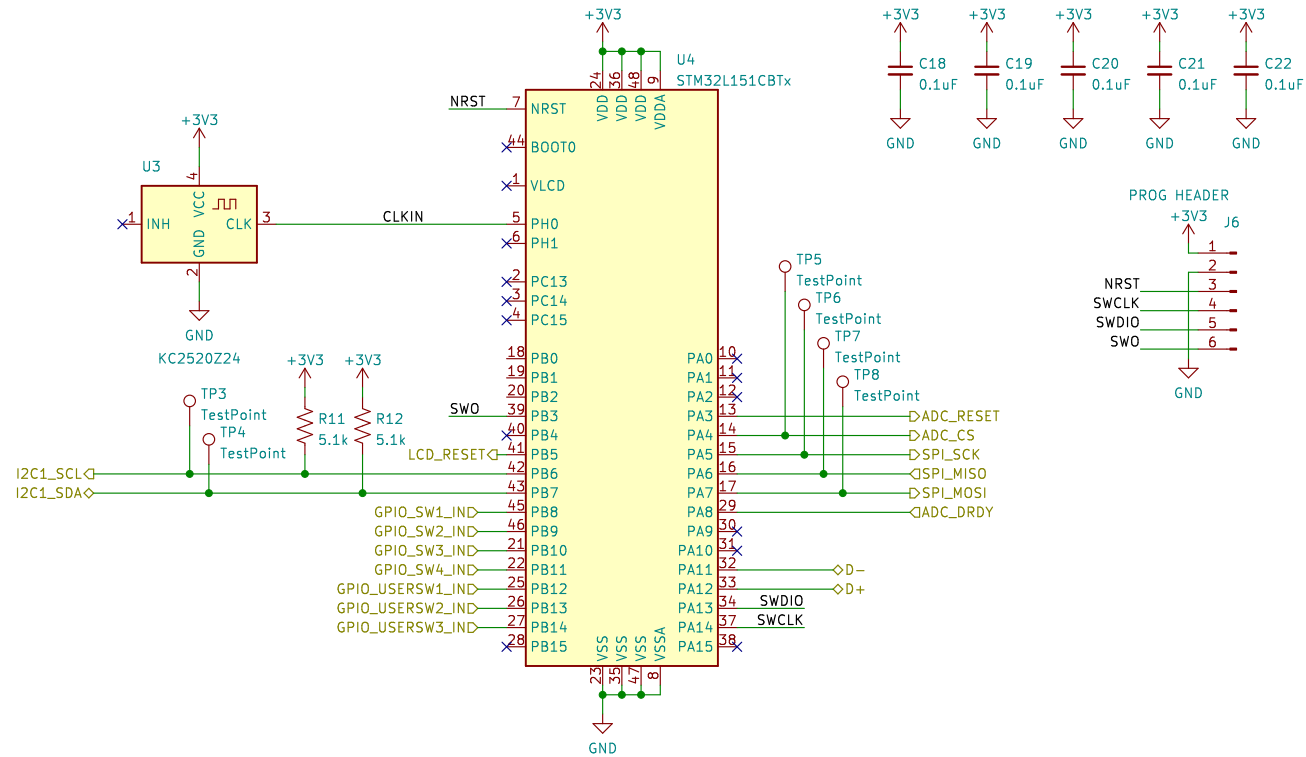 +3V3
U4
STM32L151CBTx
24
36
48
9
VDD
VDD
VDD
VDDA
+3V3
C18
0.1uF
GND
+3V3
C19
0.1uF
GND
+3V3
C20
0.1uF
GND
+3V3
C21
0.1uF
GND
+3V3
C22
0.1uF
GND
NRST
7
NRST
44
BOOT0
1
VLCD
CLKIN
5
PH0
6
PH1
2
PC13
3
PC14
4
PC15
18
PB0
19
PB1
20
PB2
SWO
39
PB3
40
PB4
LCD_RESET
41
PB5
42
PB6
43
PB7
GPIO_SW1_IN
45
PB8
GPIO_SW2_IN
46
PB9
GPIO_SW3_IN
21
PB10
GPIO_SW4_IN
22
PB11
GPIO_USERSW1_IN
25
PB12
GPIO_USERSW2_IN
26
PB13
GPIO_USERSW3_IN
27
PB14
28
PB15
+3V3
U3
4
VCC
1
INH
CLK
3
GND
2
GND
KC2520Z24
+3V3
R11
5.1k
+3V3
R12
5.1k
TP3
TestPoint
TP4
TestPoint
I2C1_SCL
I2C1_SDA
PA0
10
PA1
11
PA2
12
PA3
13
ADC_RESET
PA4
14
ADC_CS
PA5
15
SPI_SCK
PA6
16
SPI_MISO
PA7
17
SPI_MOSI
PA8
29
ADC_DRDY
PA9
30
PA10
31
PA11
32
D-
PA12
33
D+
PA13
34
SWDIO
PA14
37
SWCLK
PA15
38
TP5
TestPoint
TP6
TestPoint
TP7
TestPoint
TP8
TestPoint
VSS
VSS
VSS
VSSA
23
35
47
8
GND
PROG HEADER
+3V3
J6
1
2
NRST
3
SWCLK
4
SWDIO
5
SWO
6
GND